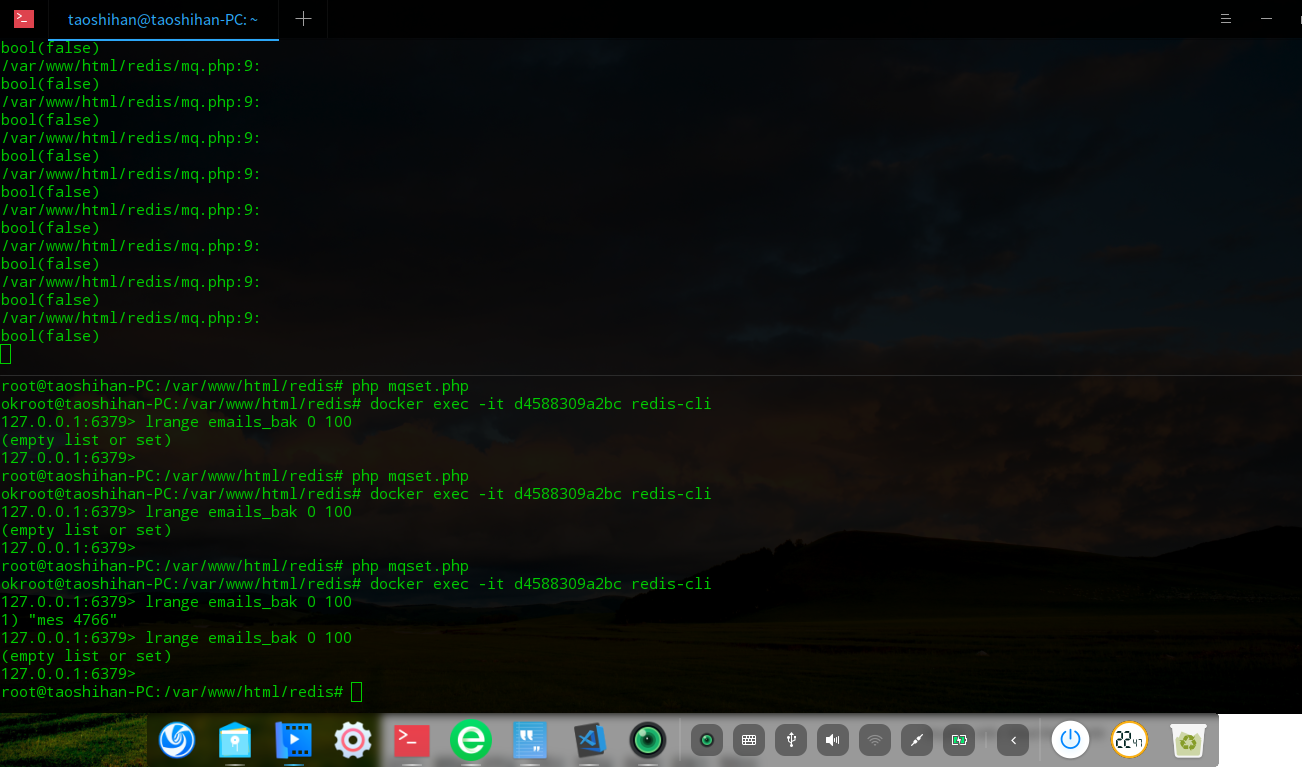 taoshihan@taoshihan-PC: ~
bool(false)
/var/www/html/redis/mq.php:9:
bool(false)
/var/www/html/redis/mq.php:9:
bool(false)
/var/www/html/redis/mq.php:9:
bool(false)
/var/www/html/redis/mq.php:9:
bool(false)
/var/www/html/redis/mq.php:9:
bool(false)
/var/www/html/redis/mq.php:9:
bool(false)
/var/www/html/redis/mq.php:9:
bool(false)
/var/www/html/redis/mq.php:9:
bool(false)
root@taoshihan-PC:/var/www/html/redis# php mqset.php
okroot@taoshihan-PC:/var/www/html/redis# docker exec -it d4588309a2bc redis-cli
127.0.0.1:6379> lrange emails_bak 0 100
(empty list or set)
127.0.0.1:6379>
root@taoshihan-PC:/var/www/html/redis# php mqset.php
okroot@taoshihan-PC:/var/www/html/redis# docker exec -it d4588309a2bc redis-cli
127.0.0.1:6379> lrange emails_bak 0 100
(empty list or set)
127.0.0.1:6379>
root@taoshihan-PC:/var/www/html/redis# php mqset.php
okroot@taoshihan-PC:/var/www/html/redis# docker exec -it d4588309a2bc redis-cli
127.0.0.1:6379> lrange emails_bak 0 100
1) "mes 4766"
127.0.0.1:6379> lrange emails_bak 0 100
(empty list or set)
127.0.0.1:6379>
root@taoshihan-PC:/var/www/html/redis#
22 47